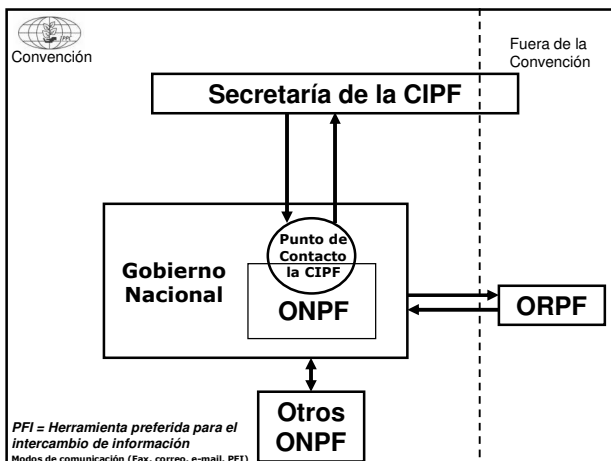 IPPC
Convención
Fuera de la
Convención
Secretaría de la CIPF
Punto de
Contacto
la CIPF
Gobierno
Nacional
ONPF
ORPF
Otros
ONPF
PFI = Herramienta preferida para el
intercambio de información
Modos de comunicación (Fax, correo, e-mail, PFI)